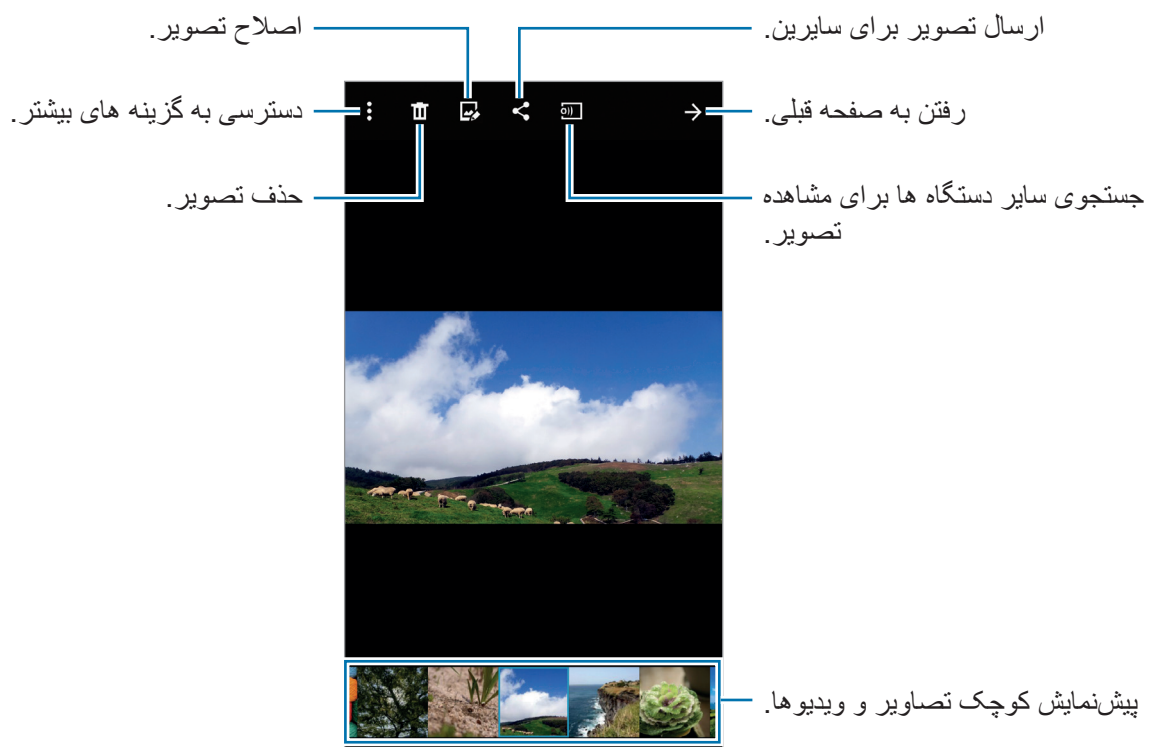 ارسال تصویر برای سایرین.
اصلاح تصویر.
رفتن به صفحه قبلی.
دسترسی به گزینه های بیشتر.
جستجوی سایر دستگاه ها برای مشاهده
تصویر.
حذف تصویر.
پیش‌نمایش کوچک تصاویر و ویدیوها.